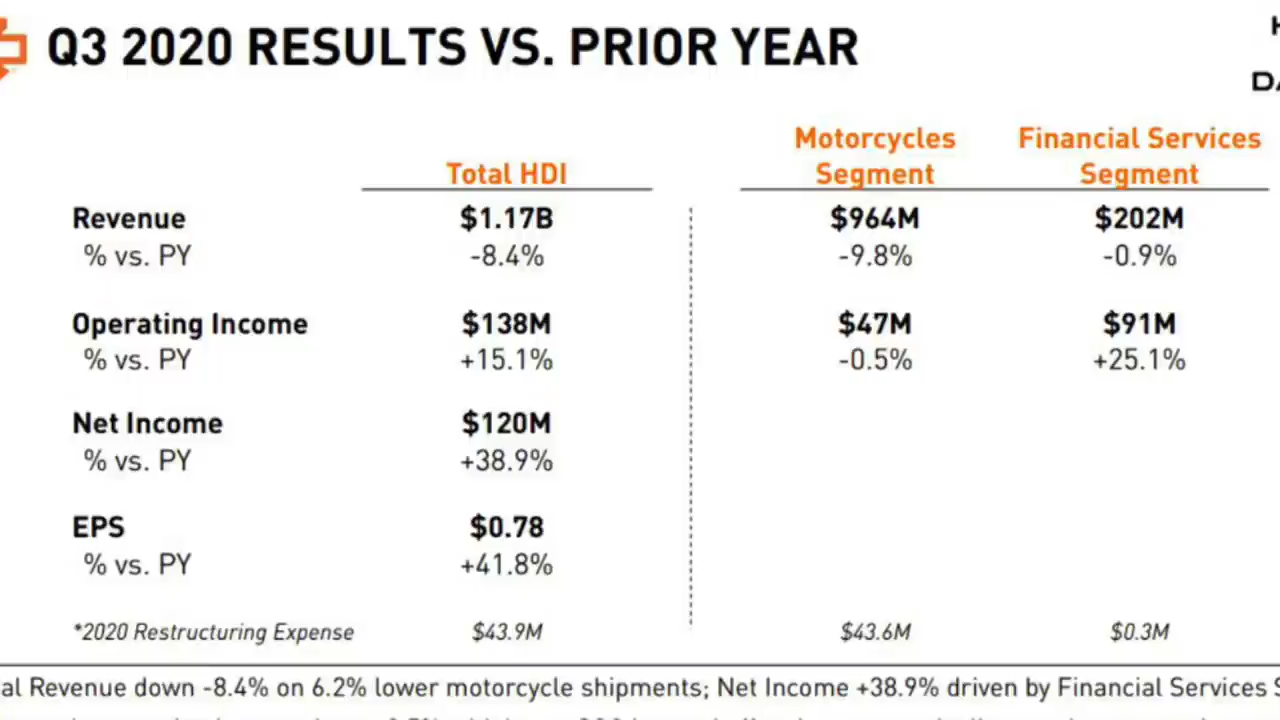 Q3 2020 RESULTS VS. PRIOR YEAR
Motorcycles Financial Services
Total HDI Segment Segment
Revenue $1.17B $964M $202M
% vs. PY -8.4% -9.8% -0.9%
Operating Income $138M $47M $91M
% vs. PY +15.1% -0.5% +25.1%
Net Income $120M
% vs. PY +38.9%
EPS $0.78
% vs. PY +41.8%
*2020 Restructuring Expense $43.9M $43.6M $0.3M
al Revenue down -8.4% on 6.2% lower motorcycle shipments; Net Income +38.9% driven by Financial Services S